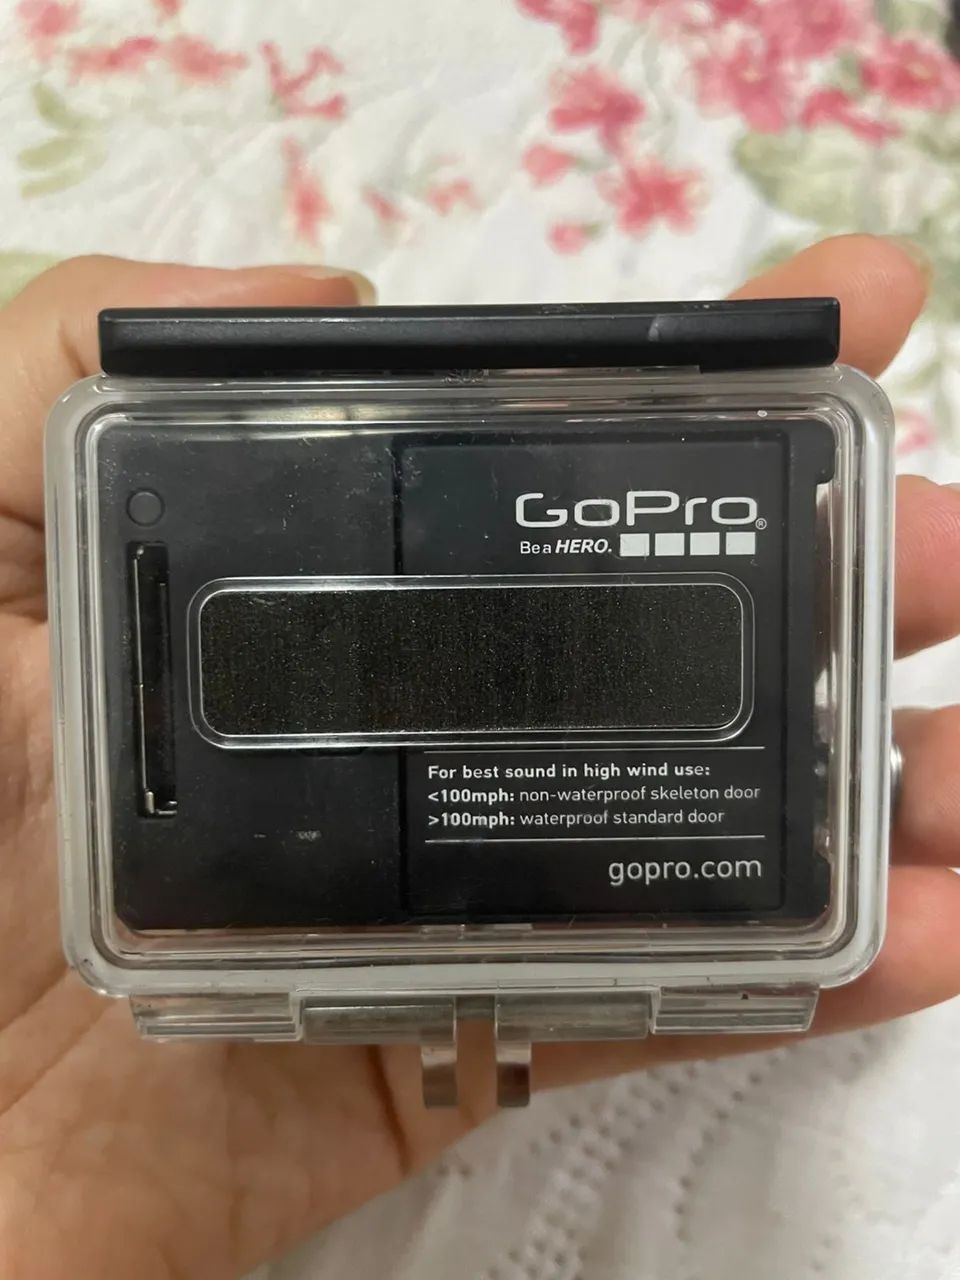 GoPro®
Be a HERO.
For best sound in high wind use:
<100mph: non-waterproof skeleton door
>100mph: waterproof standard door
gopro.com